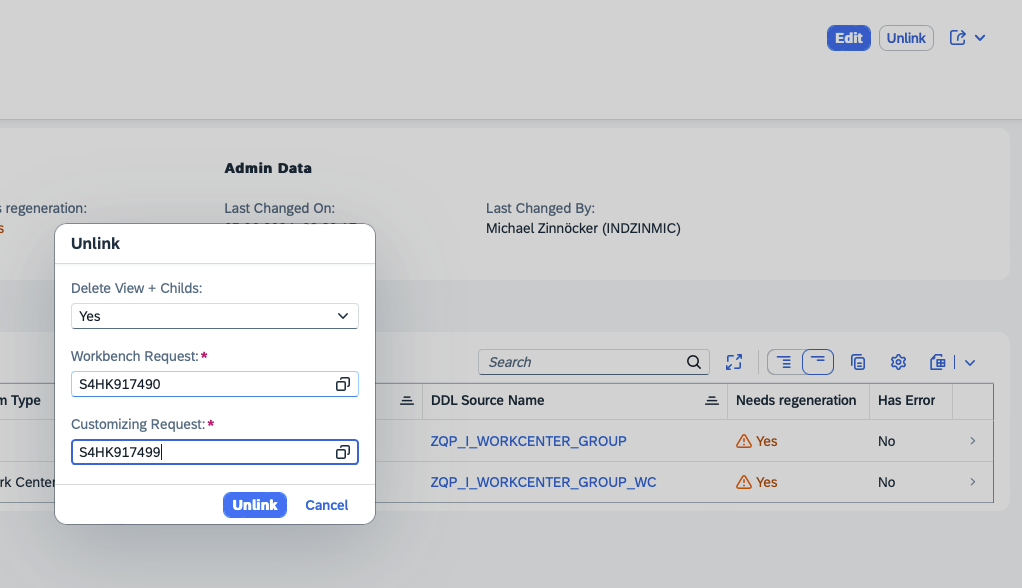 Edit
Unlink
Admin Data
regeneration:
Last Changed On:
Last Changed By:
Michael Zinnöcker (INDZINMIC)
Unlink
Delete View + Childs:
Yes
Workbench Request:*
S4HK917490
Customizing Request:*
S4HK917499
Unlink
Cancel
Search
Type
DDL Source Name
Needs regeneration
Has Error
ZQP_I_WORKCENTER_GROUP
Yes
No
Center
ZQP_I_WORKCENTER_GROUP_WC
Yes
No